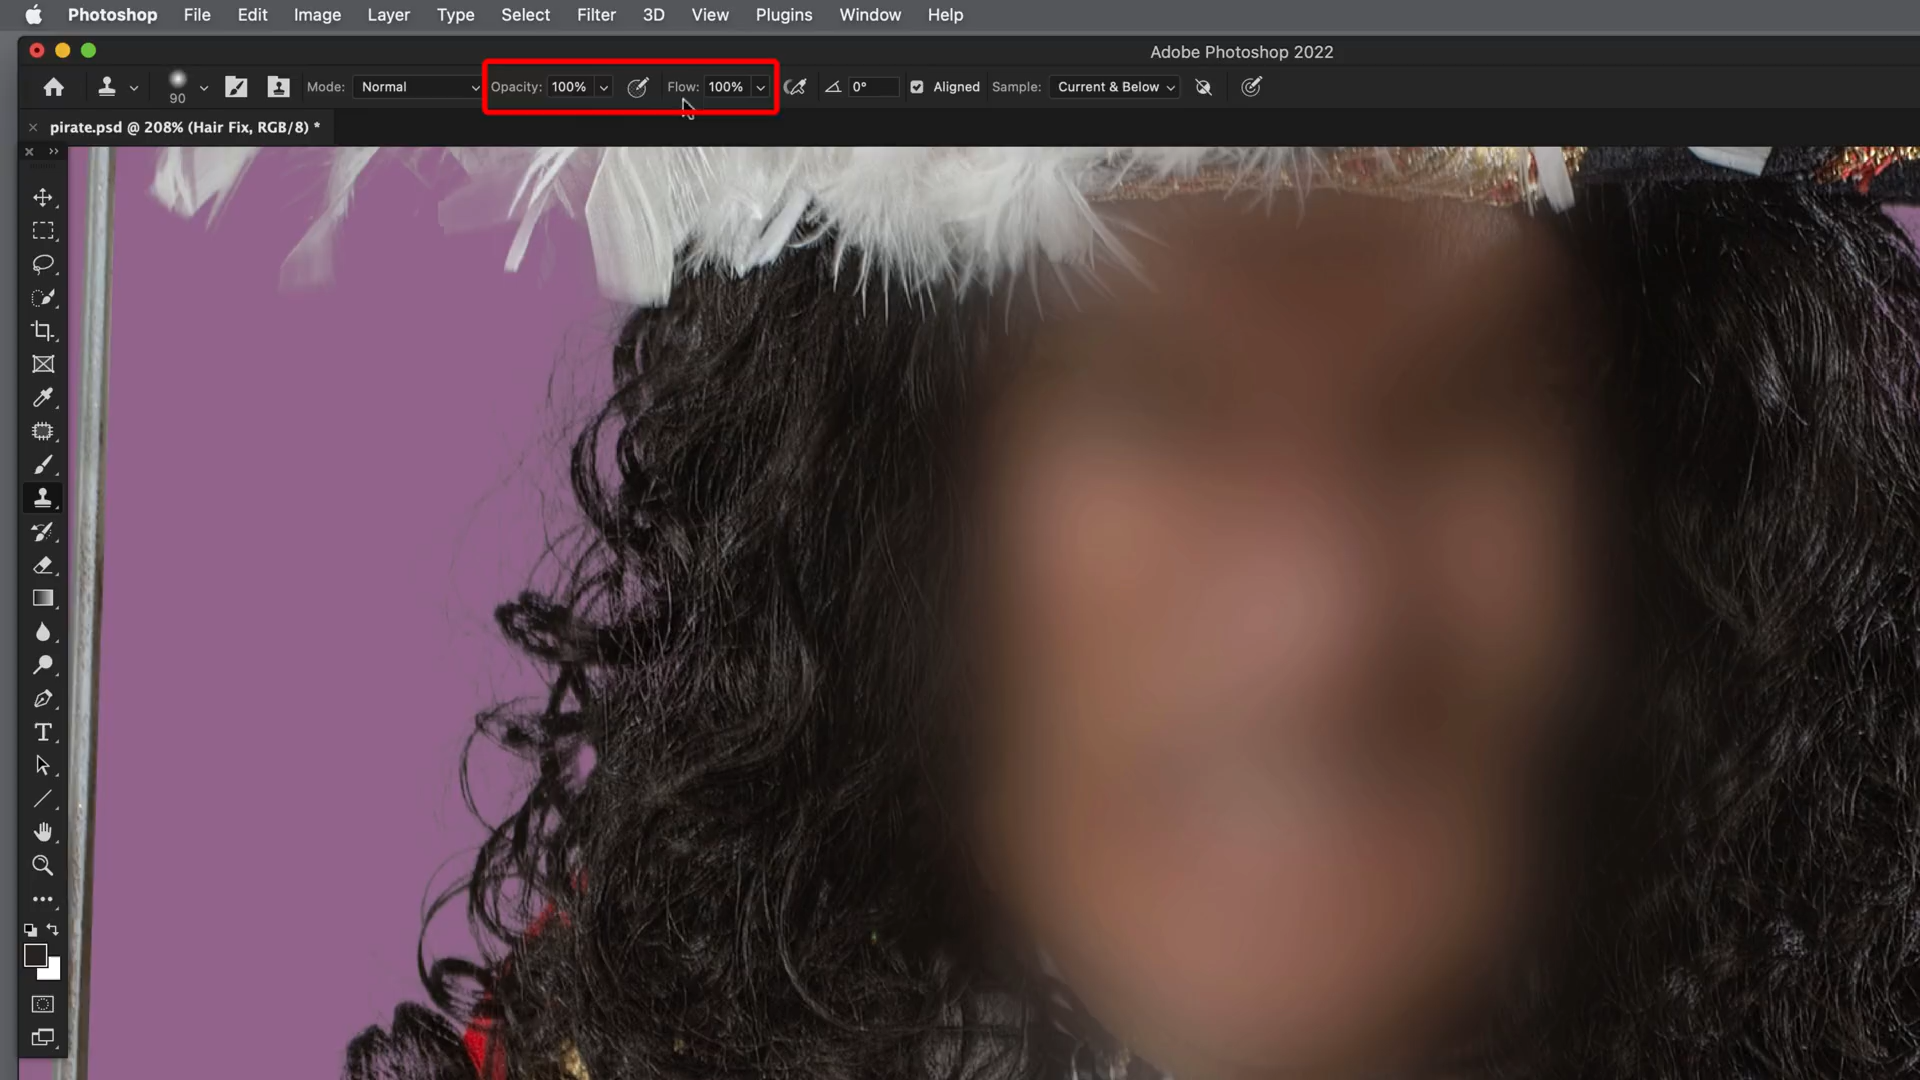 Photoshop File Edit Image Layer Type Select Filter 3D View Plugins Window Help
Adobe Photoshop 2022
90 Mode: Normal Opacity: 100% Flow: 100% 0° Aligned Sample: Current & Below
pirate.psd @ 208% (Hair Fix, RGB/8) *